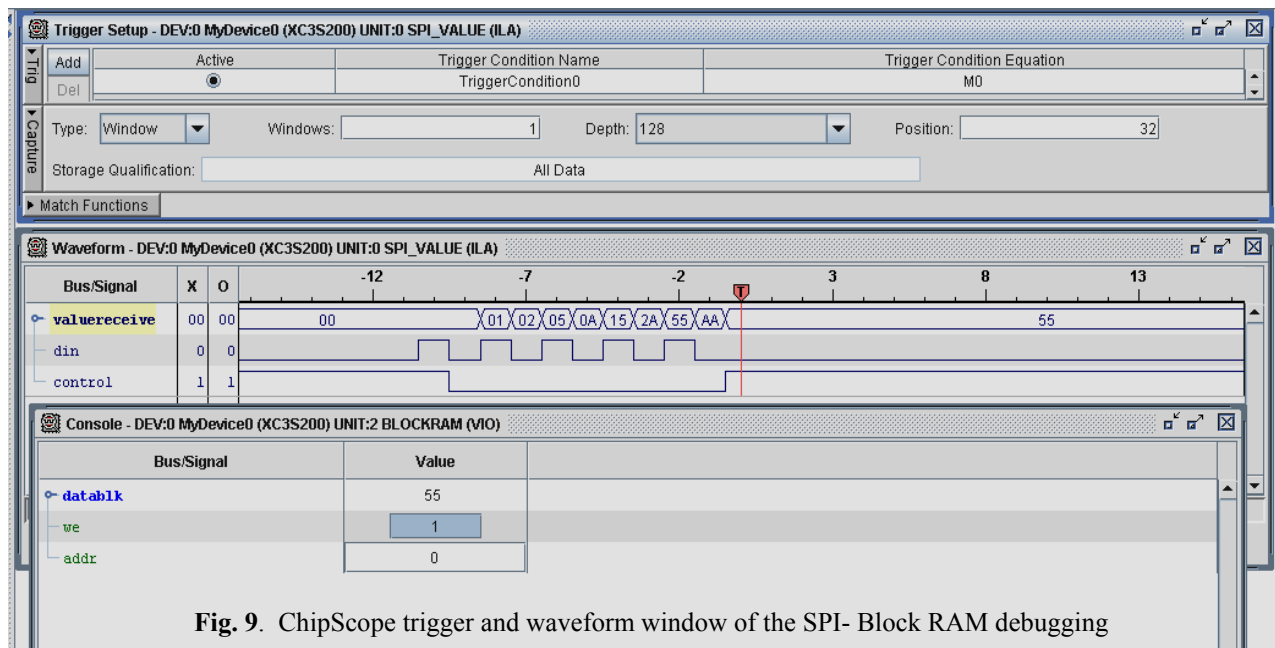 Trigger Setup - DEV:0 MyDevice0 (XC3S200) UNIT:0 SPI_VALUE (ILA)
Trig
Add Active Trigger Condition Name Trigger Condition Equation
Del TriggerCondition0 M0
Capture
Type: Window Windows: 1 Depth: 128 Position: 32
Storage Qualification: All Data
Match Functions
Waveform - DEV:0 MyDevice0 (XC3S200) UNIT:0 SPI_VALUE (ILA)
Bus/Signal X O -12 -7 -2 3 8 13
T
valuereceive 00 00 00 01 02 05 0A 15 2A 55 AA 55
din 0 0
control 1 1
Console - DEV:0 MyDevice0 (XC3S200) UNIT:2 BLOCKRAM (VIO)
Bus/Signal Value
datablk 55
we 1
addr 0
Fig. 9. ChipScope trigger and waveform window of the SPI- Block RAM debugging